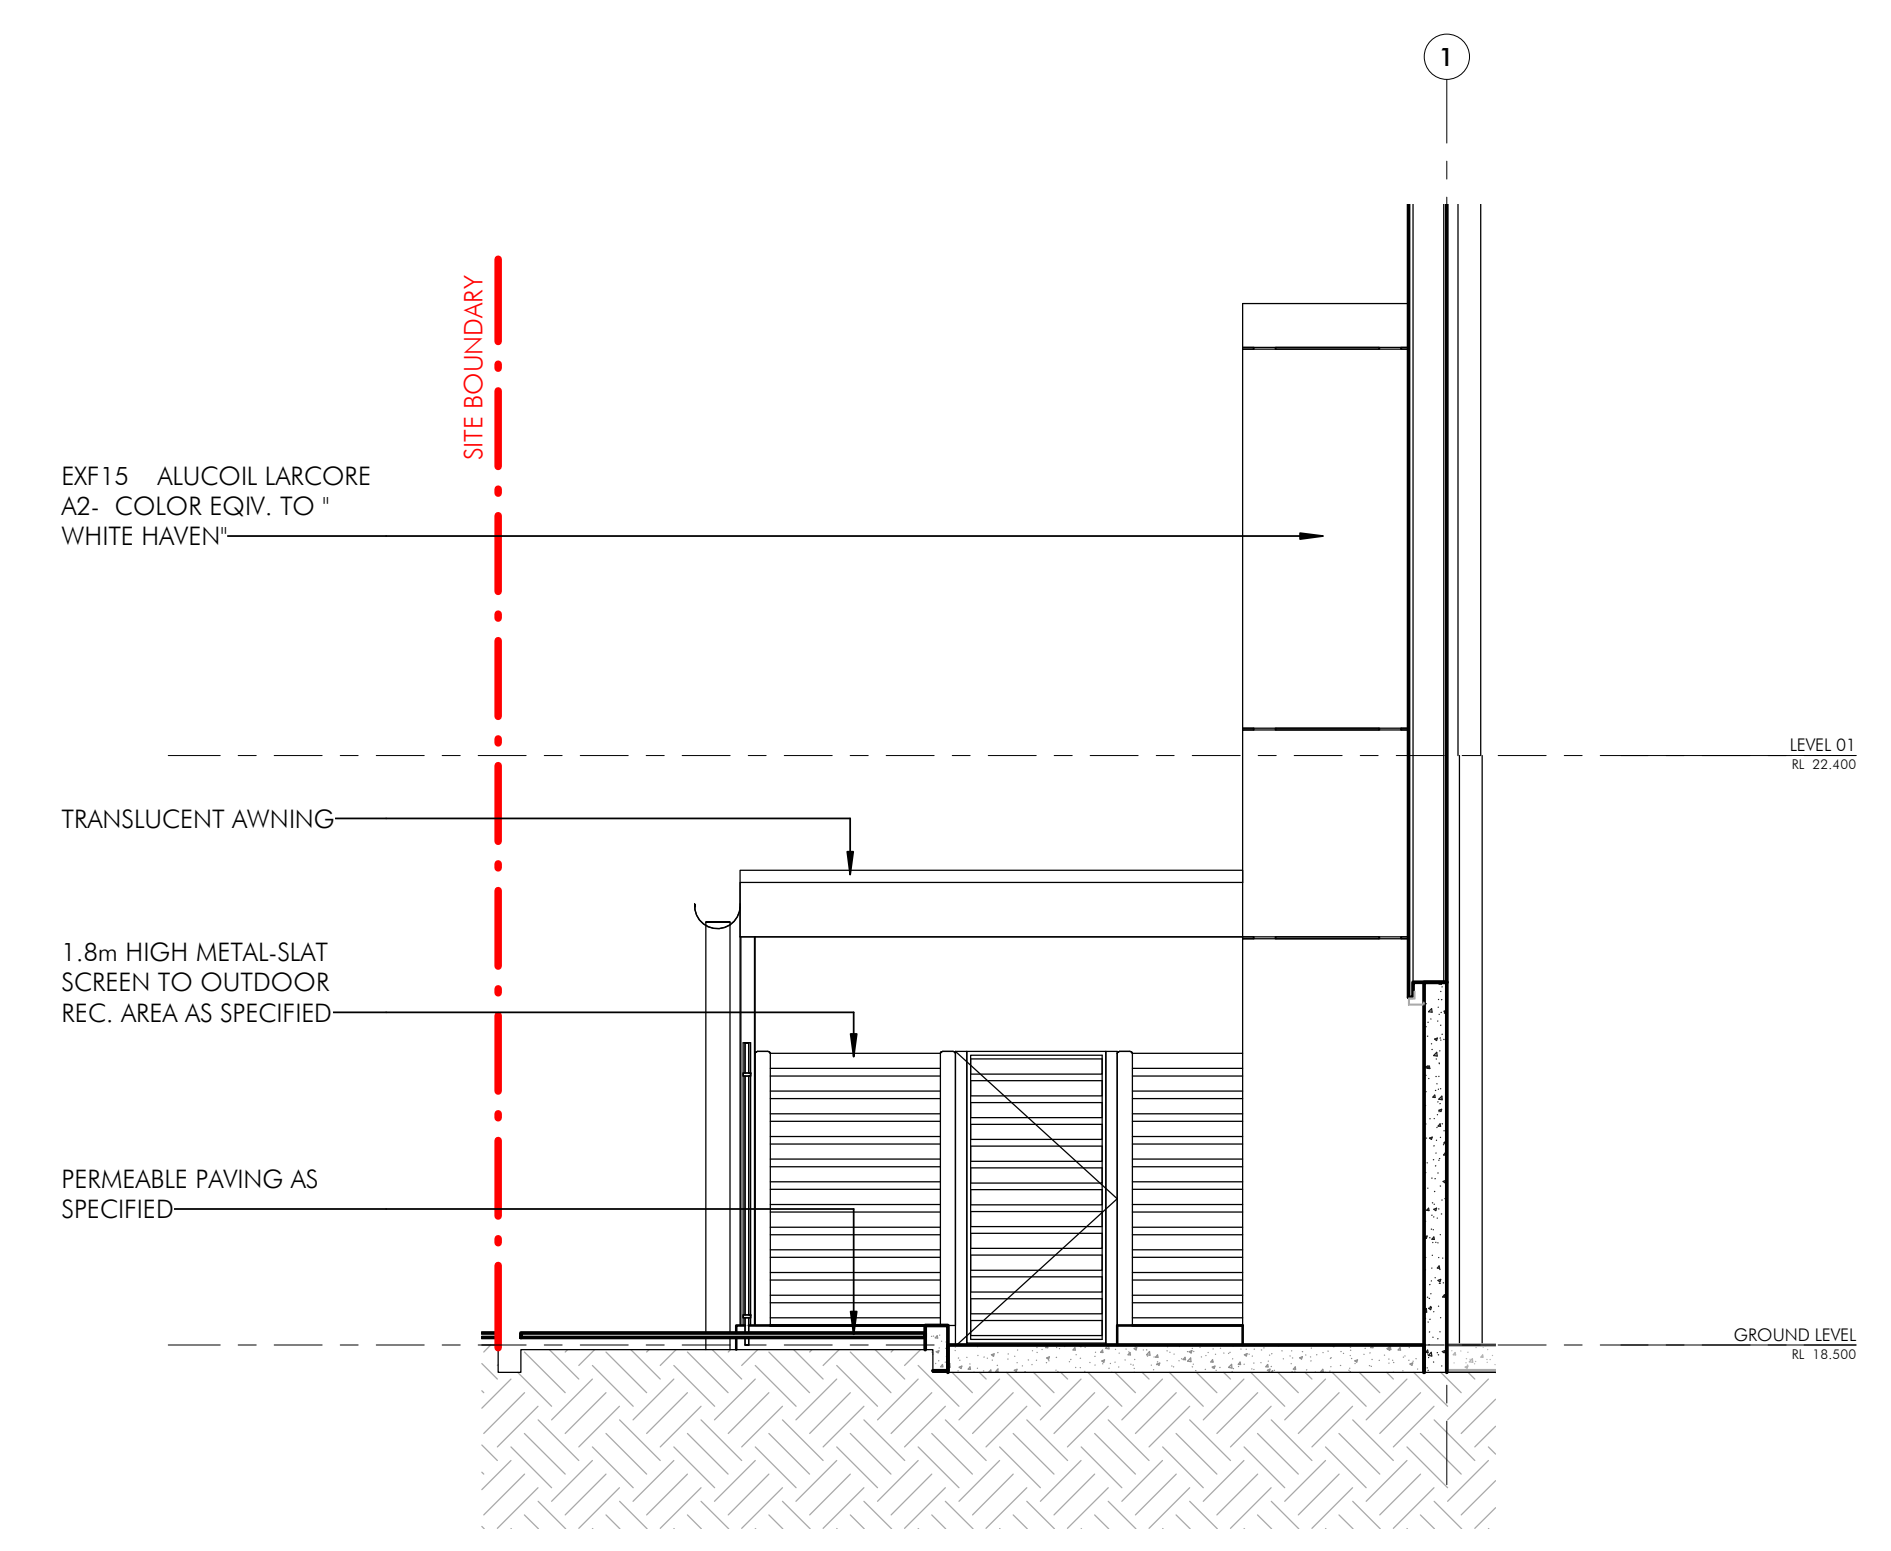 1
SITE BOUNDARY
EXF15 ALUCOIL LARCORE
A2- COLOR EQIV. TO "
WHITE HAVEN"
LEVEL 01
RL 22.400
TRANSLUCENT AWNING
1.8m HIGH METAL-SLAT
SCREEN TO OUTDOOR
REC. AREA AS SPECIFIED
PERMEABLE PAVING AS
SPECIFIED
GROUND LEVEL
RL 18.500